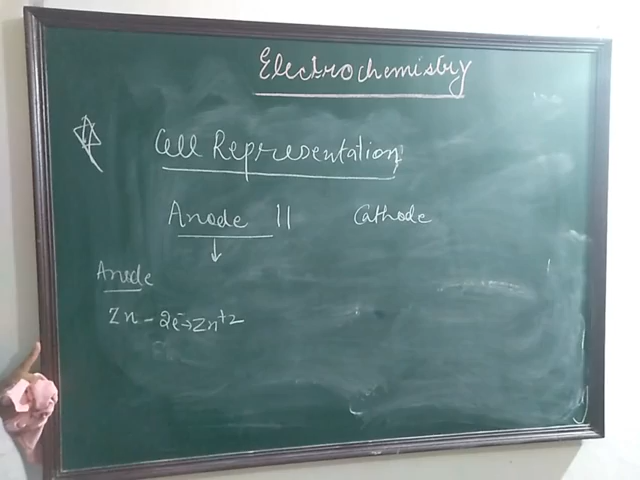 Electrochemistry
Cell Representation
Anode || Cathode
Anode
Zn - 2e⁻→Zn⁺²